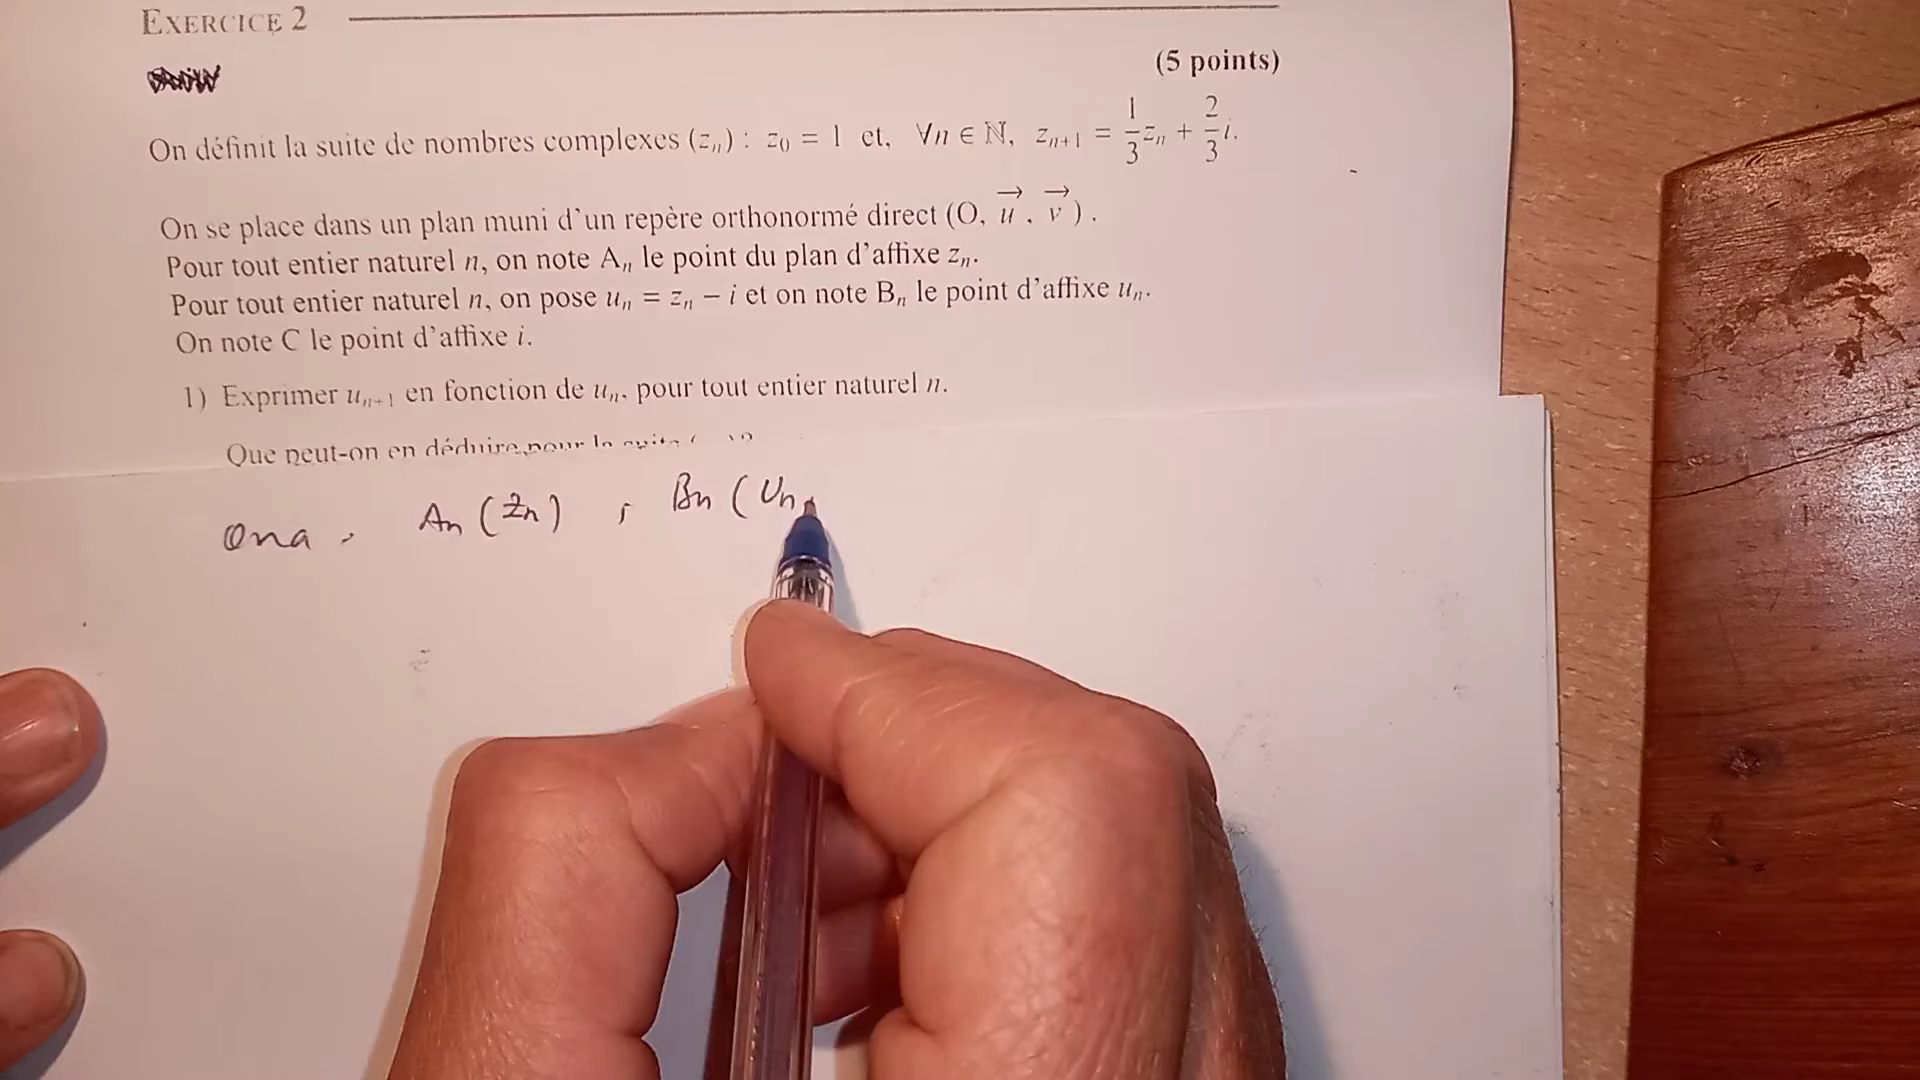 EXERCICE 2
(5 points)
On définit la suite de nombres complexes (zₙ) : z₀ = 1 et, ∀n ∈ ℕ, zₙ₊₁ = 1/3 zₙ + 2/3 i.
On se place dans un plan muni d'un repère orthonormé direct (O, u⃗, v⃗).
Pour tout entier naturel n, on note Aₙ le point du plan d'affixe zₙ.
Pour tout entier naturel n, on pose uₙ = zₙ − i et on note Bₙ le point d'affixe uₙ.
On note C le point d'affixe i.
1) Exprimer uₙ₊₁ en fonction de uₙ, pour tout entier naturel n.
Que peut-on en déduire pour la suite
On a, An (Zn) ; Bn (Un